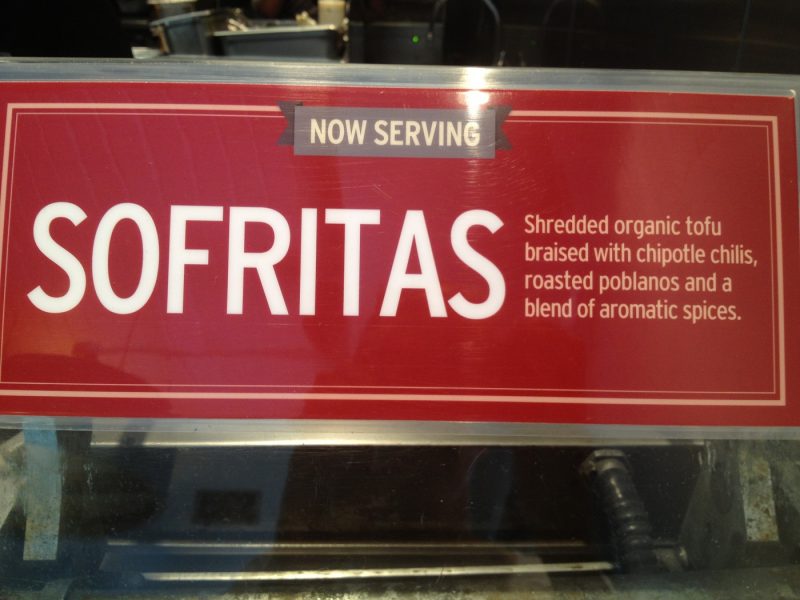 NOW SERVING
SOFRITAS
Shredded organic tofu
braised with chipotle chilis,
roasted poblanos and a
blend of aromatic spices.